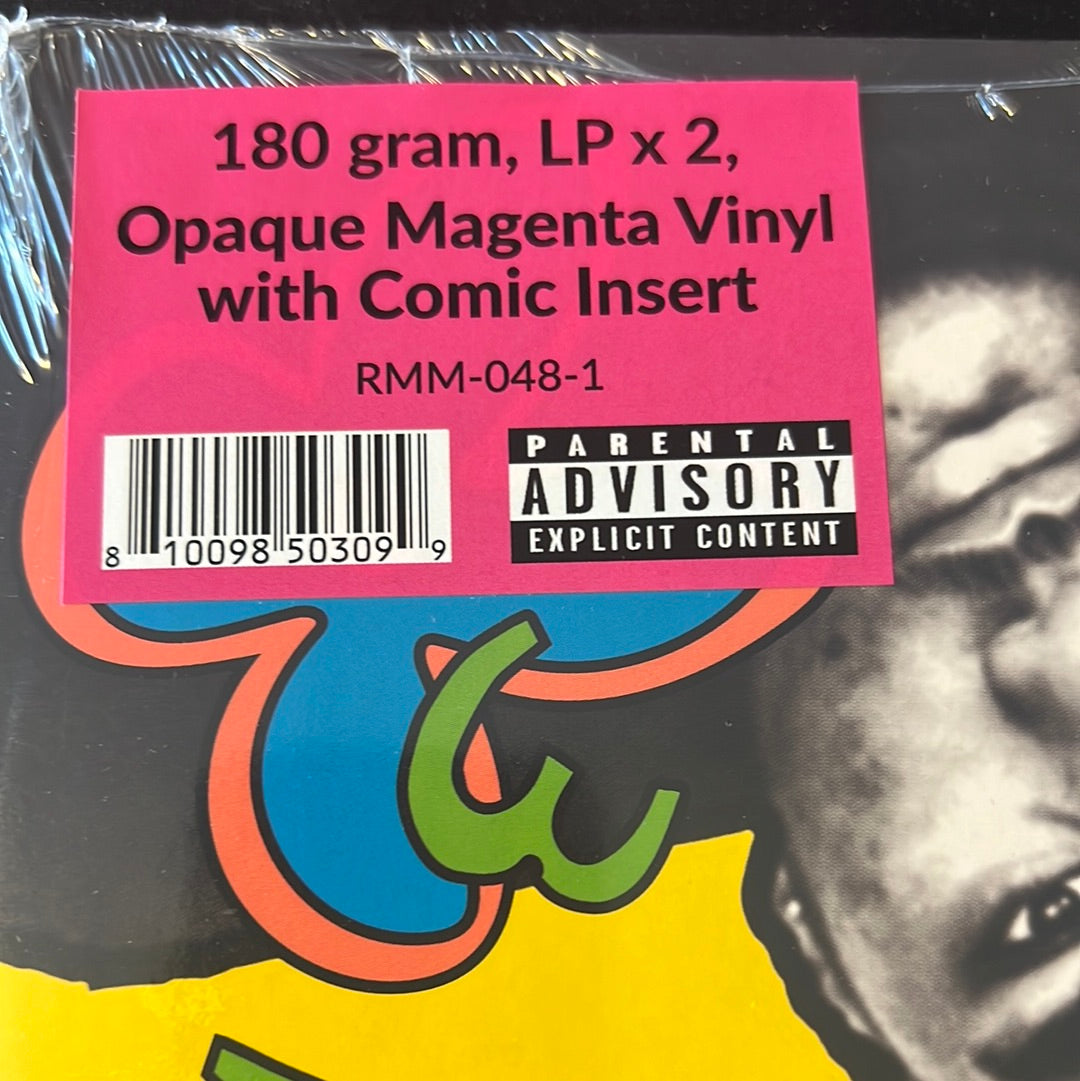 180 gram, LP x 2,
Opaque Magenta Vinyl
with Comic Insert
RMM-048-1
8 10098 50309 9
PARENTAL
ADVISORY
EXPLICIT CONTENT